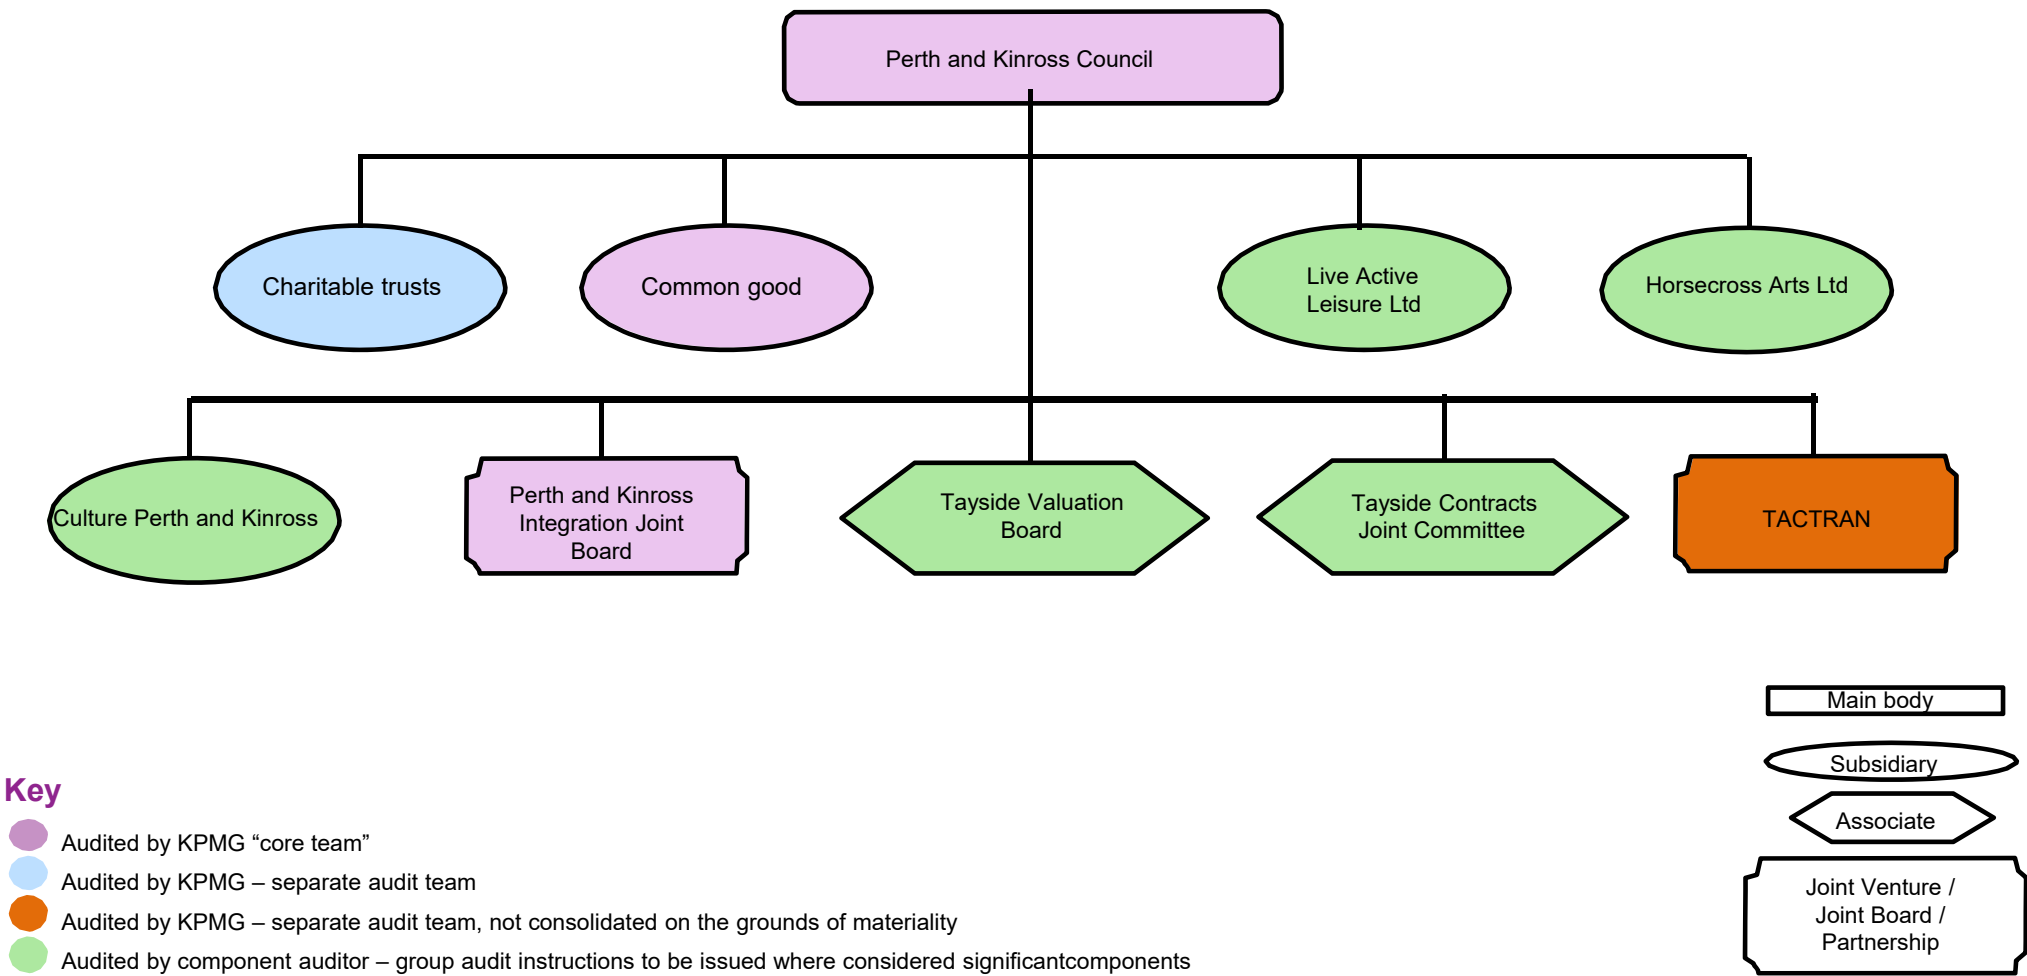 Perth and Kinross Council
Charitable trusts
Common good
Live Active
Leisure Ltd
Horsecross Arts Ltd
Culture Perth and Kinross
Perth and Kinross
Integration Joint
Board
Tayside Valuation
Board
Tayside Contracts
Joint Committee
TACTRAN
Main body
Subsidiary
Associate
Joint Venture /
Joint Board /
Partnership
Key
Audited by KPMG “core team”
Audited by KPMG – separate audit team
Audited by KPMG – separate audit team, not consolidated on the grounds of materiality
Audited by component auditor – group audit instructions to be issued where considered significantcomponents